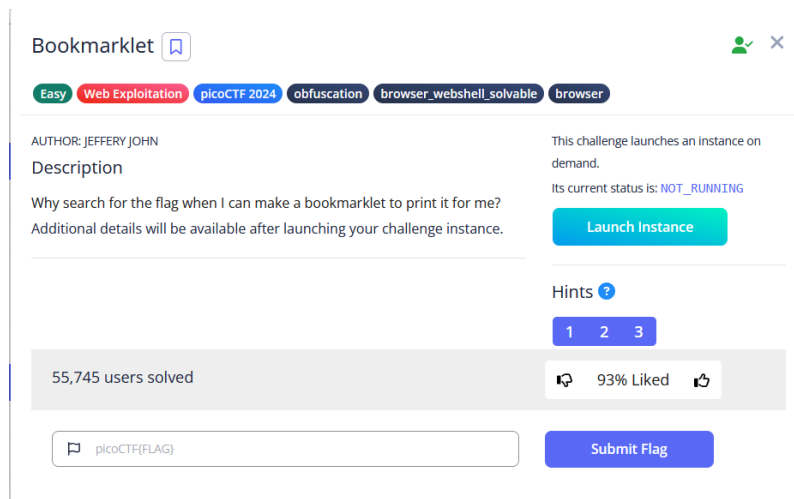 Bookmarklet
Easy Web Exploitation picoCTF 2024 obfuscation browser_webshell_solvable browser
AUTHOR: JEFFERY JOHN
Description
Why search for the flag when I can make a bookmarklet to print it for me?
Additional details will be available after launching your challenge instance.
This challenge launches an instance on
demand.
Its current status is: NOT_RUNNING
Launch Instance
Hints ?
1 2 3
55,745 users solved
93% Liked
picoCTF{FLAG}
Submit Flag